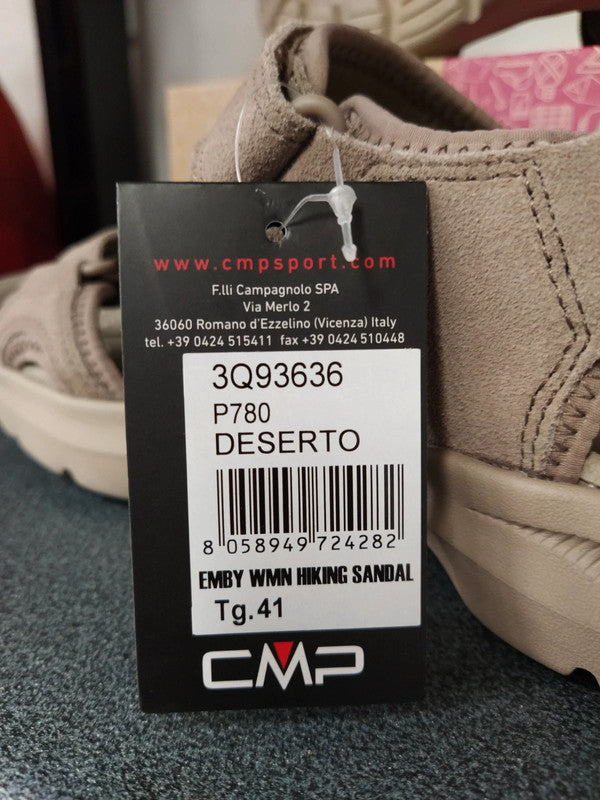 www.cmpsport.com
F.lli Campagnolo SPA
Via Merlo 2
36060 Romano d'Ezzelino (Vicenza) Italy
tel. +39 0424 515411 fax +39 0424 510448
3Q93636
P780
DESERTO
8 058949 724282
EMBY WMN HIKING SANDAL
Tg.41
CMP